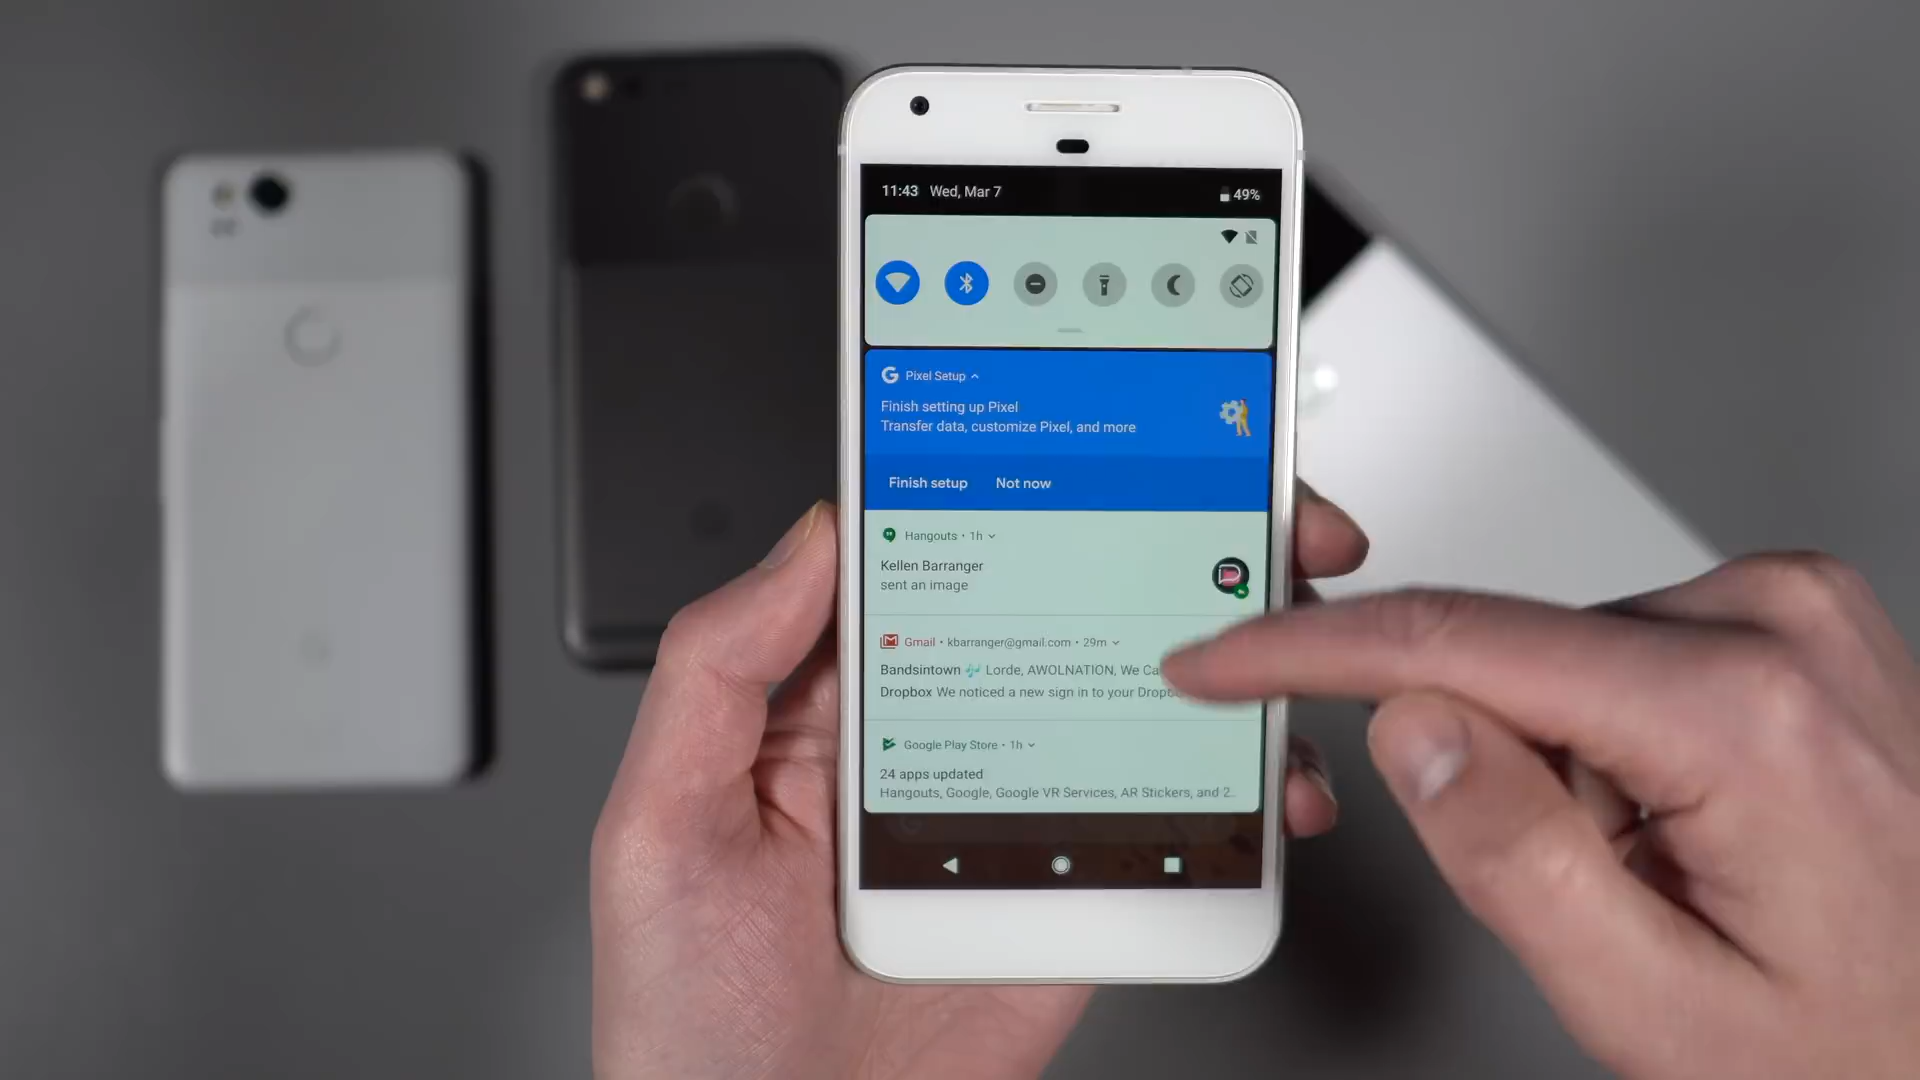 11:43 Wed, Mar 7 49%
Pixel Setup
Finish setting up Pixel
Transfer data, customize Pixel, and more
Finish setup Not now
Hangouts • 1h
Kellen Barranger
sent an image
Gmail • kbarranger@gmail.com • 29m
Bandsintown 🎶 Lorde, AWOLNATION, We
Dropbox We noticed a new sign in to your
Google Play Store • 1h
24 apps updated
Hangouts, Google, Google VR Services, AR Stickers, and 2..